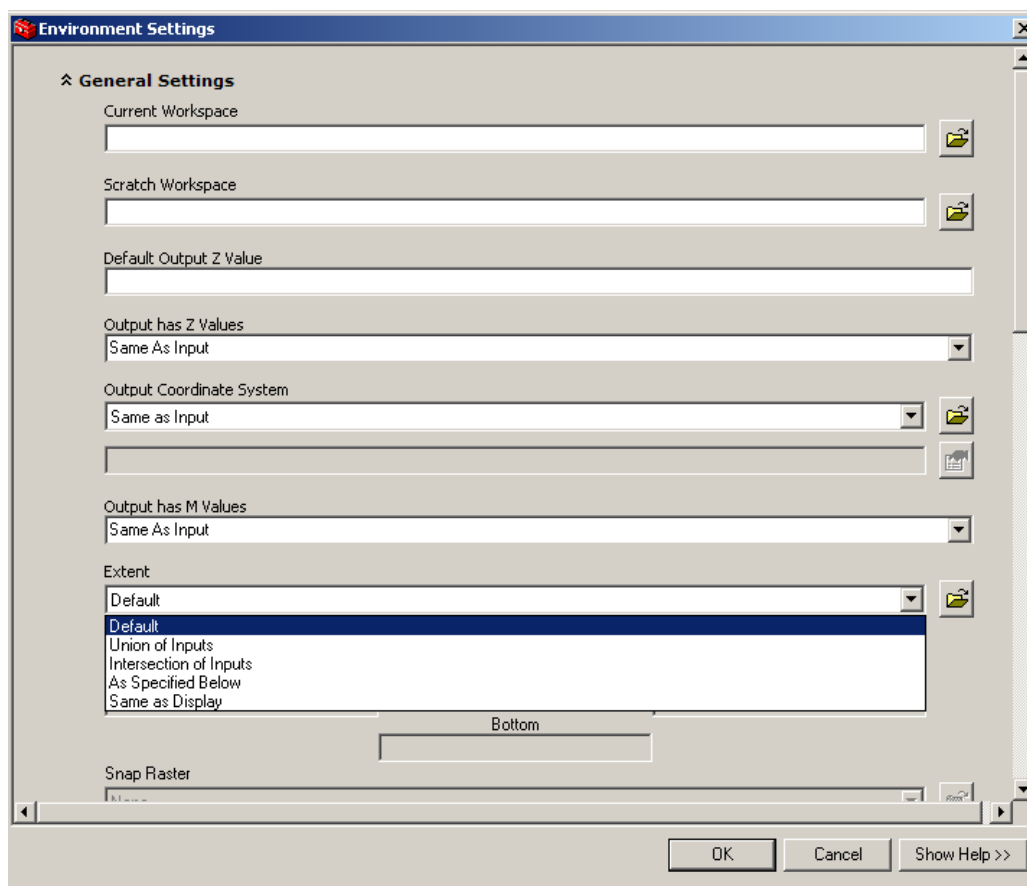 Environment Settings
General Settings
Current Workspace
Scratch Workspace
Default Output Z Value
Output has Z Values
Same As Input
Output Coordinate System
Same as Input
Output has M Values
Same As Input
Extent
Default
Default
Union of Inputs
Intersection of Inputs
As Specified Below
Same as Display
Bottom
Snap Raster
OK Cancel Show Help >>